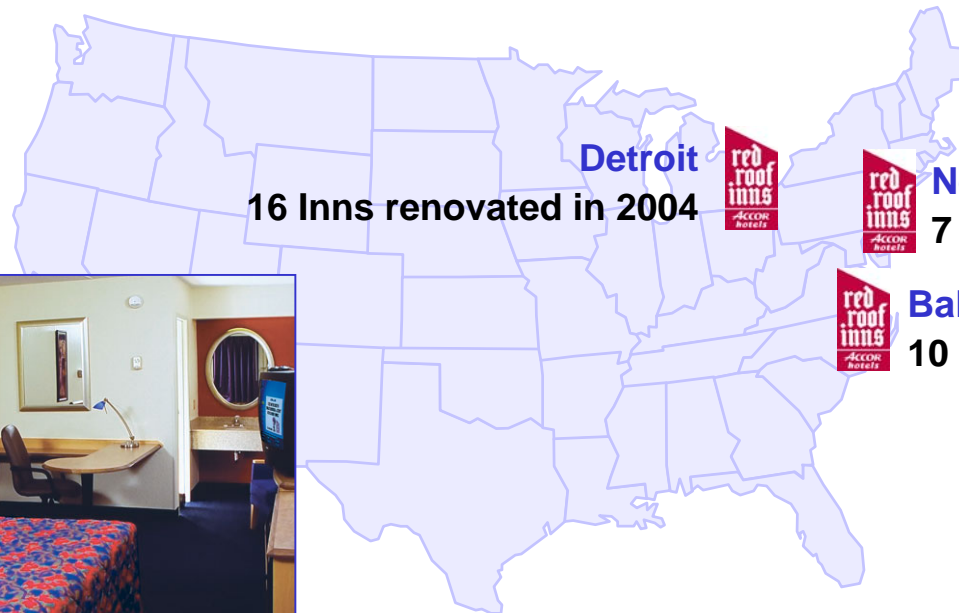 Detroit
16 Inns renovated in 2004
red
roof
inns
ACCOR
hotels
red
roof
inns
ACCOR
hotels
N
7
red
roof
inns
ACCOR
hotels
Bal
10